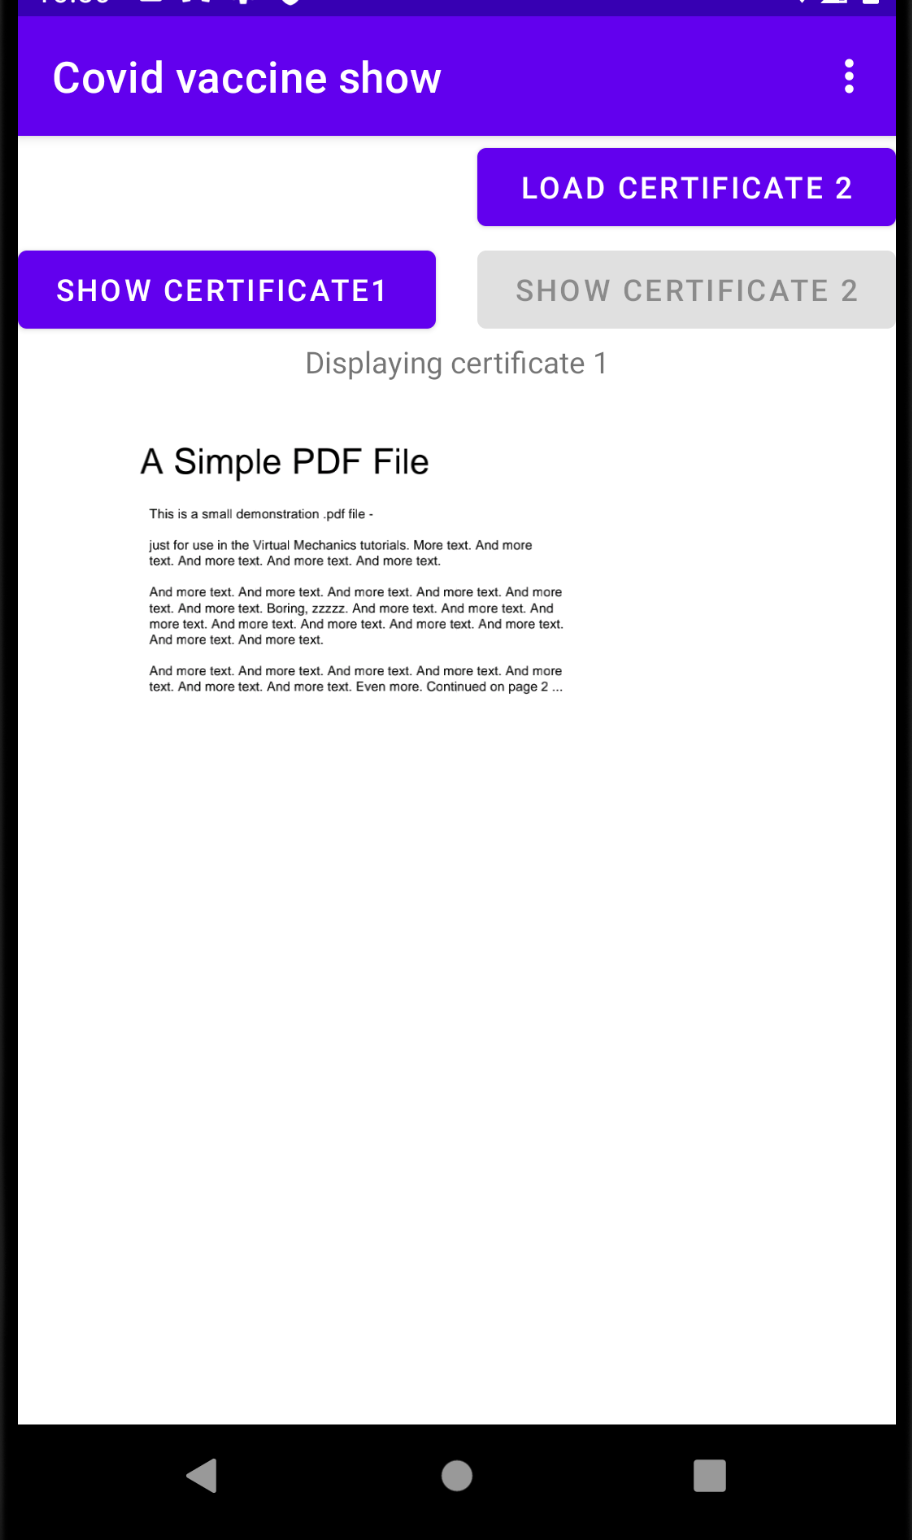 Covid vaccine show
LOAD CERTIFICATE 2
SHOW CERTIFICATE1
SHOW CERTIFICATE 2
Displaying certificate 1
A Simple PDF File
This is a small demonstration .pdf file -
just for use in the Virtual Mechanics tutorials. More text. And more
text. And more text. And more text. And more text.
And more text. And more text. And more text. And more text. And more
text. And more text. Boring, zzzzz. And more text. And more text. And
more text. And more text. And more text. And more text. And more text.
And more text. And more text.
And more text. And more text. And more text. And more text. And more
text. And more text. And more text. Even more. Continued on page 2 ...